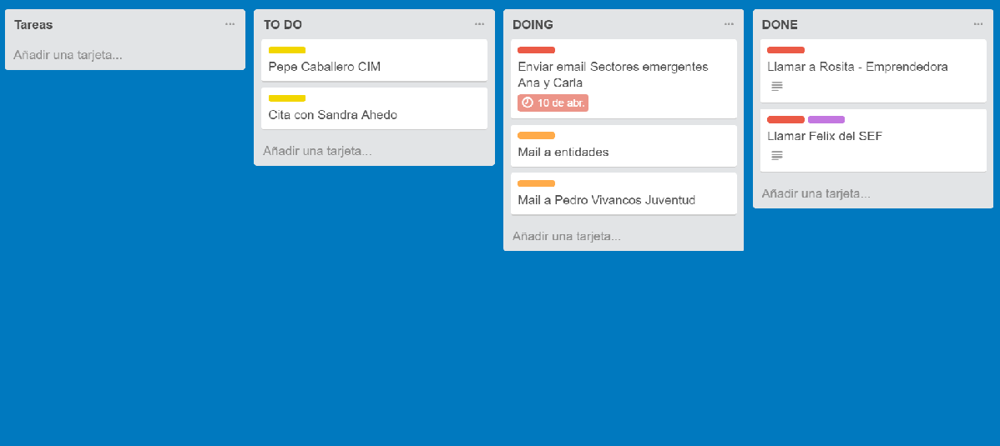 Tareas
Añadir una tarjeta...
TO DO
Pepe Caballero CIM
Cita con Sandra Ahedo
Añadir una tarjeta...
DOING
Enviar email Sectores emergentes
Ana y Carla
10 de abr.
Mail a entidades
Mail a Pedro Vivancos Juventud
Añadir una tarjeta...
DONE
Llamar a Rosita - Emprendedora
Llamar Felix del SEF
Añadir una tarjeta...